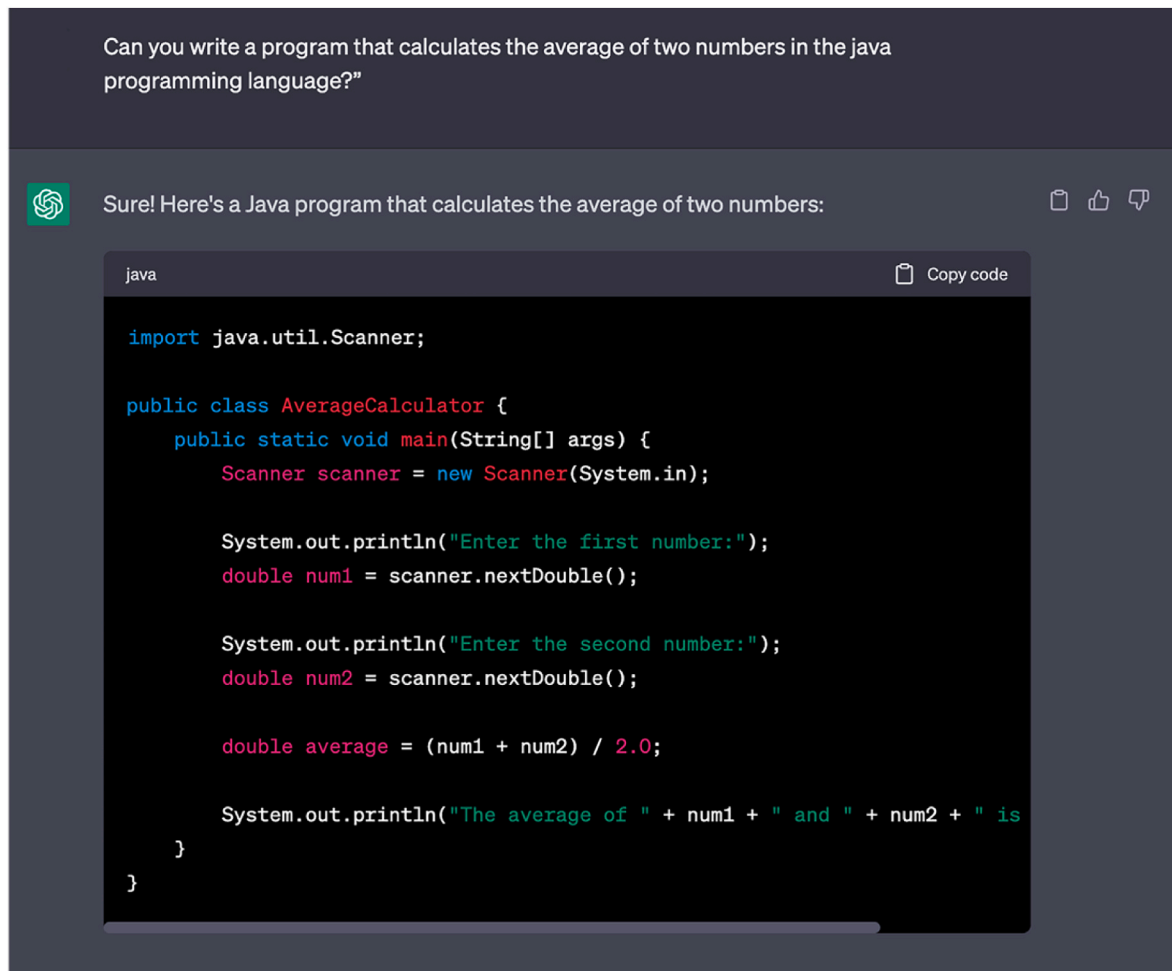 Can you write a program that calculates the average of two numbers in the java
programming language?”
Sure! Here's a Java program that calculates the average of two numbers:
java
Copy code
import java.util.Scanner;
public class AverageCalculator {
public static void main(String[] args) {
Scanner scanner = new Scanner(System.in);
System.out.println("Enter the first number:");
double num1 = scanner.nextDouble();
System.out.println("Enter the second number:");
double num2 = scanner.nextDouble();
double average = (num1 + num2) / 2.0;
System.out.println("The average of " + num1 + " and " + num2 + " is
}
}